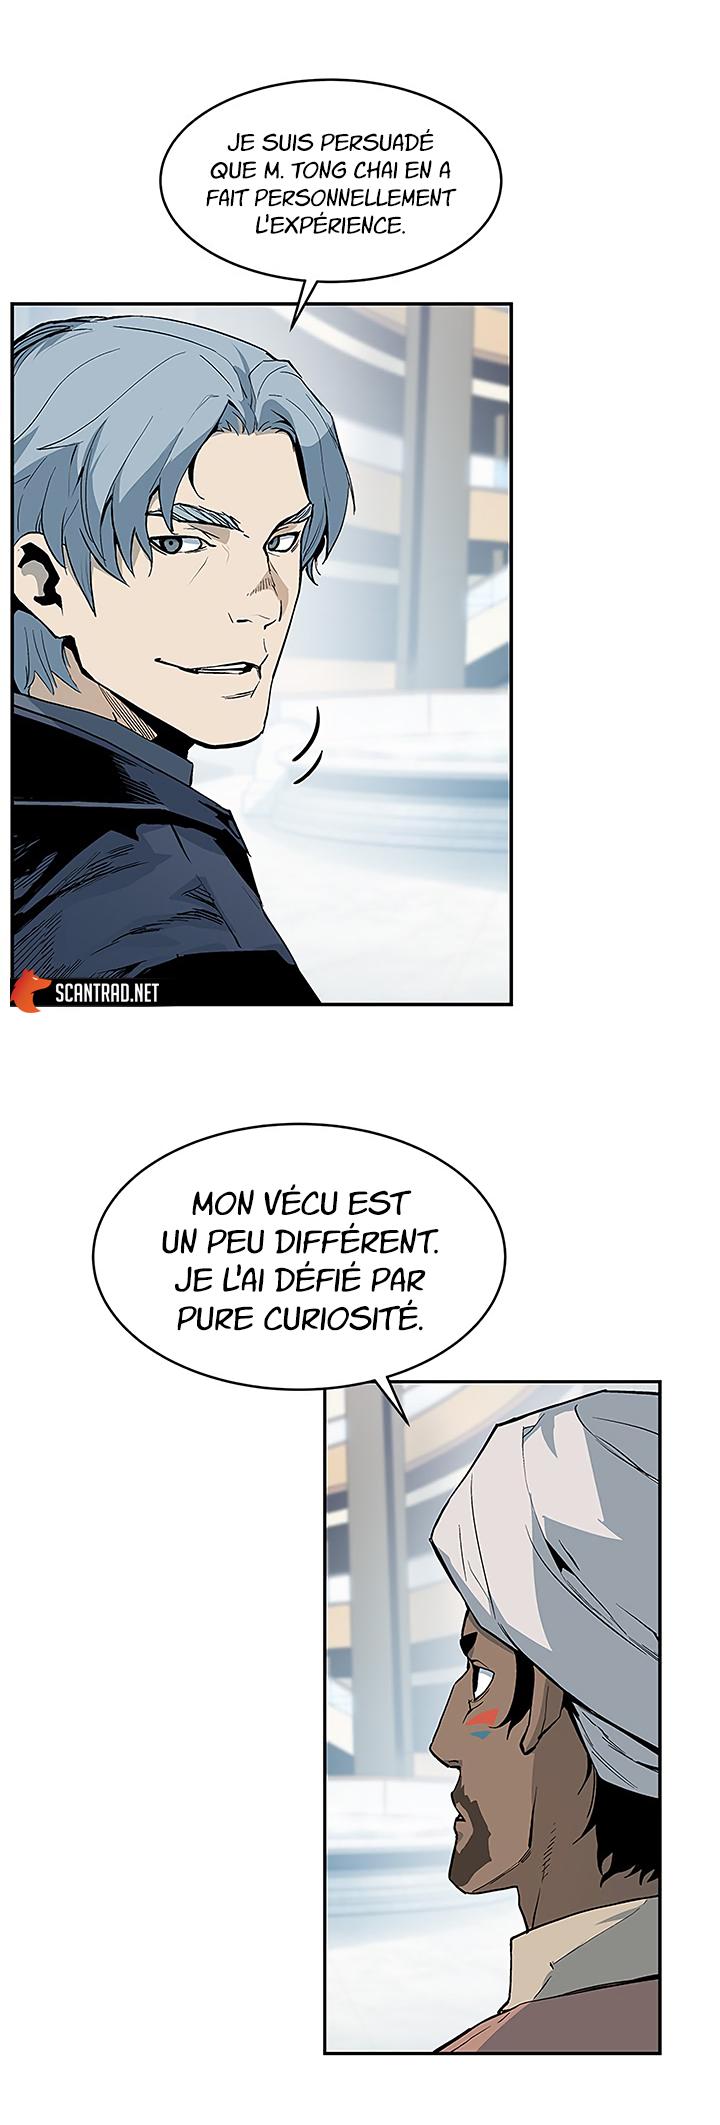 JE SUIS PERSUADÉ
QUE M. TONG CHAI EN A
FAIT PERSONNELLEMENT
L'EXPÉRIENCE.
SCANTRAD.NET
MON VÉCU EST
UN PEU DIFFÉRENT.
JE L'AI DÉFIÉ PAR
PURE CURIOSITÉ.